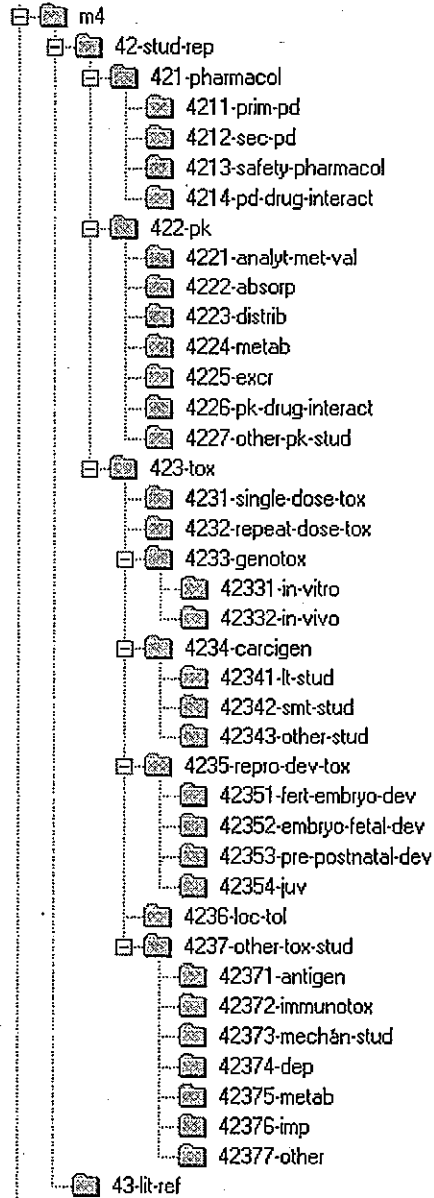 m4
42-stud-rep
421-pharmacol
4211-prim-pd
4212-sec-pd
4213-safety-pharmacol
4214-pd-drug-interact
422-pk
4221-analyt-met-val
4222-absorp
4223-distrib
4224-metab
4225-excr
4226-pk-drug-interact
4227-other-pk-stud
423-tox
4231-single-dose-tox
4232-repeat-dose-tox
4233-genotox
42331-in-vitro
42332-in-vivo
4234-carcigen
42341-lt-stud
42342-smt-stud
42343-other-stud
4235-repro-dev-tox
42351-fert-embryo-dev
42352-embryo-fetal-dev
42353-pre-postnatal-dev
42354-juv
4236-loc-tol
4237-other-tox-stud
42371-antigen
42372-immunotox
42373-mechan-stud
42374-dep
42375-metab
42376-imp
42377-other
43-lit-ref